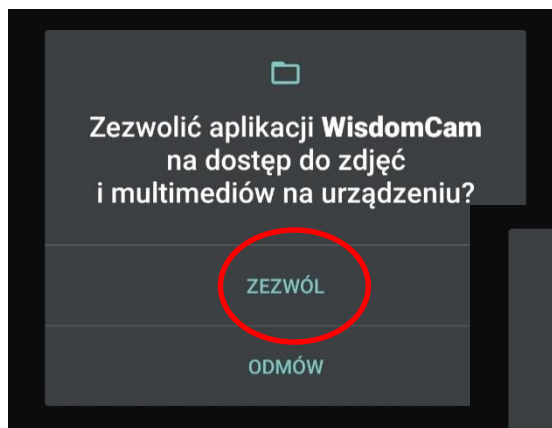 Zezwolić aplikacji WisdomCam
na dostęp do zdjęć
i multimediów na urządzeniu?
ZEZWÓL
ODMÓW